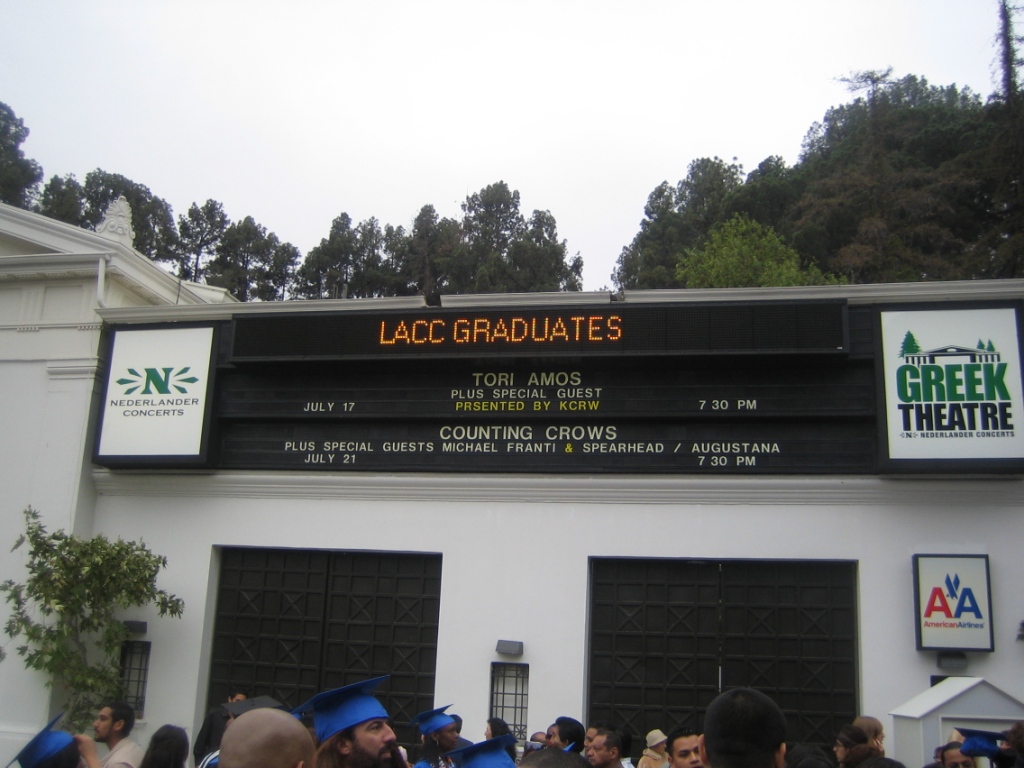 LACC GRADUATES
N
NEDERLANDER
CONCERTS
TORI AMOS
PLUS SPECIAL GUEST
JULY 17 PRSENTED BY KCRW 7 30 PM
COUNTING CROWS
PLUS SPECIAL GUESTS MICHAEL FRANTI & SPEARHEAD / AUGUSTANA
JULY 21 7 30 PM
GREEK
THEATRE
N NEDERLANDER CONCERTS
AA
AmericanAirlines